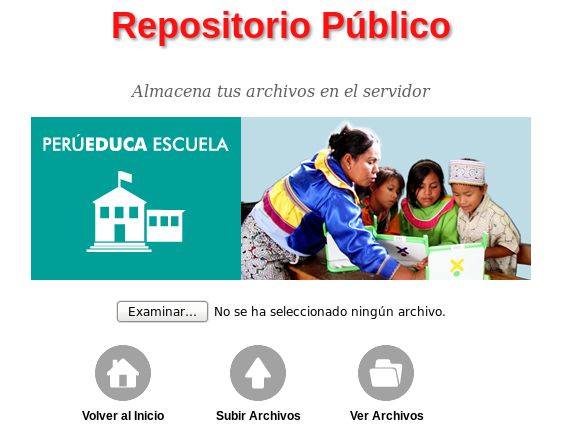 Repositorio Público
Almacena tus archivos en el servidor
PERÚEDUCA ESCUELA
Examinar... No se ha seleccionado ningún archivo.
Volver al Inicio Subir Archivos Ver Archivos